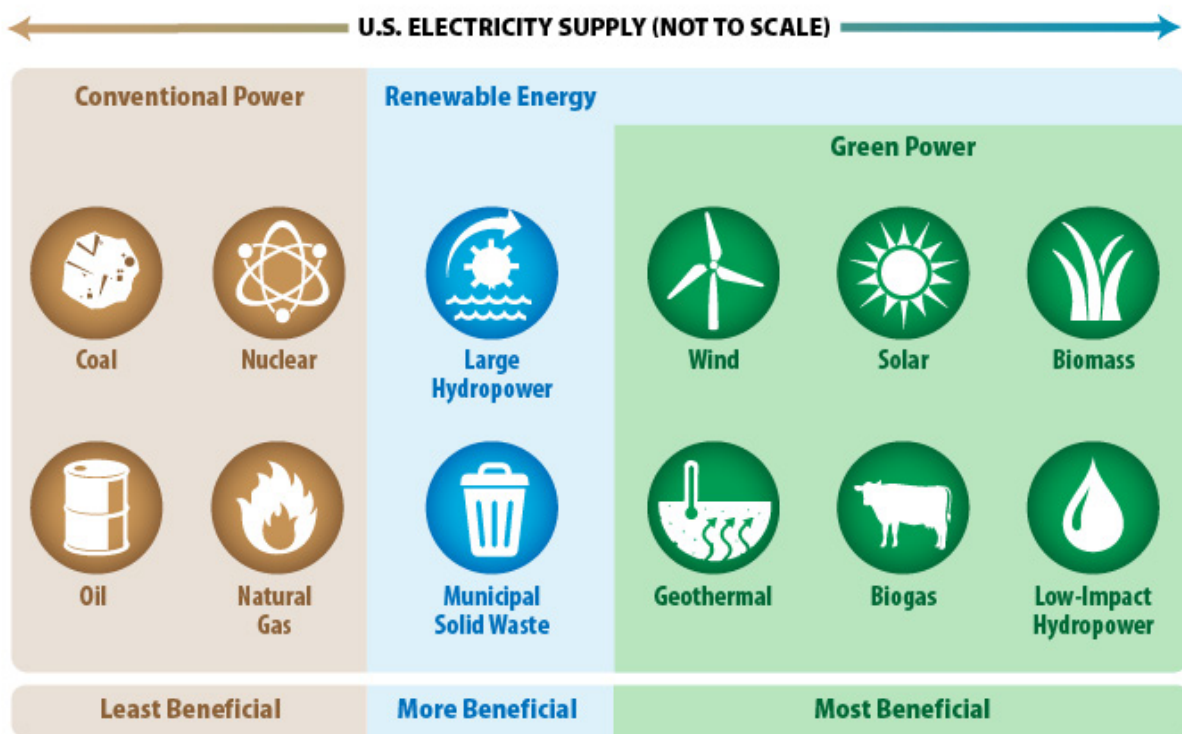 U.S. ELECTRICITY SUPPLY (NOT TO SCALE)
Conventional Power
Renewable Energy
Green Power
Coal
Nuclear
Large
Hydropower
Wind
Solar
Biomass
Oil
Natural
Gas
Municipal
Solid Waste
Geothermal
Biogas
Low-Impact
Hydropower
Least Beneficial
More Beneficial
Most Beneficial